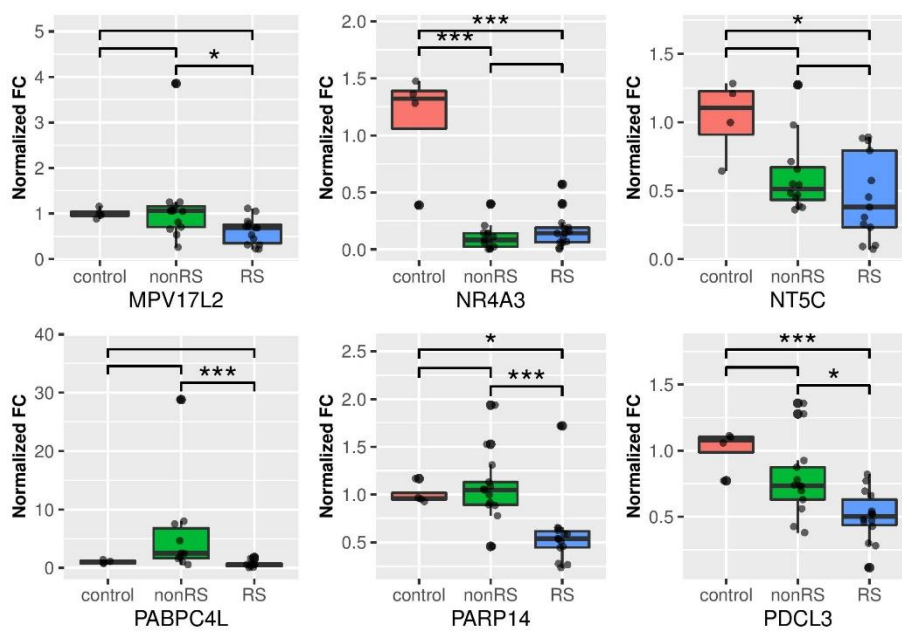 5
4
3
2
1
0
Normalized FC
*
control nonRS RS
MPV17L2
2.0
1.5
1.0
0.5
0.0
Normalized FC
***
***
control nonRS RS
NR4A3
1.5
1.0
0.5
0.0
Normalized FC
*
control nonRS RS
NT5C
40
30
20
10
0
Normalized FC
***
control nonRS RS
PABPC4L
2.5
2.0
1.5
1.0
0.5
Normalized FC
*
***
control nonRS RS
PARP14
1.5
1.0
0.5
Normalized FC
***
*
control nonRS RS
PDCL3